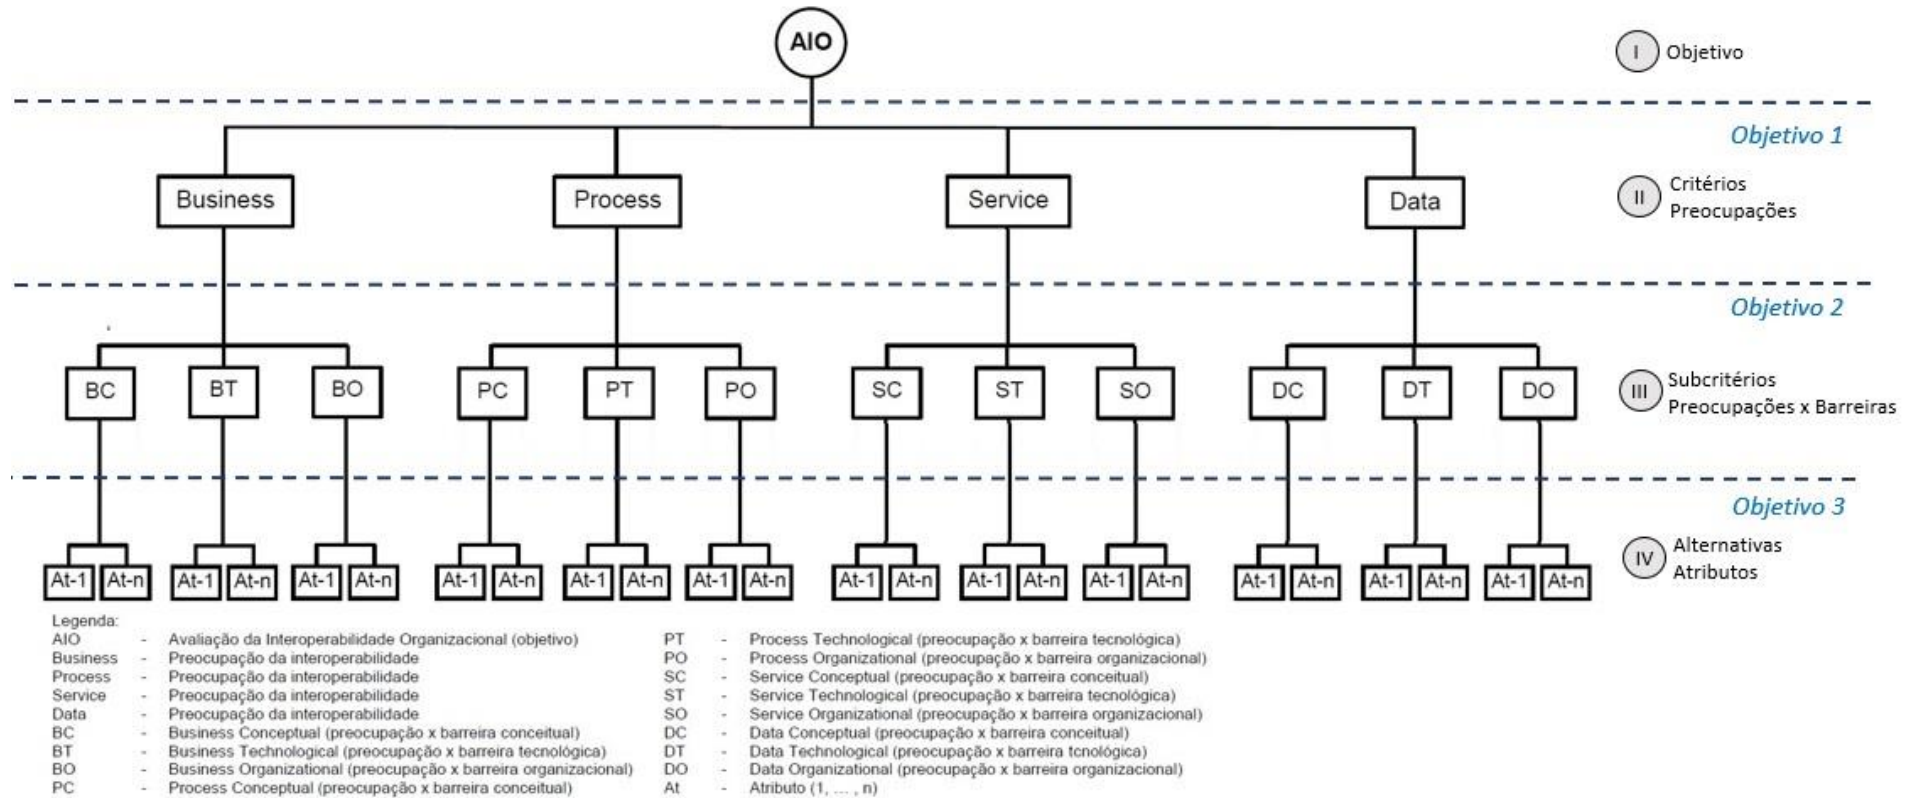 AIO
I Objetivo
Objetivo 1
Business Process Service Data
II Critérios
Preocupações
Objetivo 2
BC BT BO PC PT PO SC ST SO DC DT DO
III Subcritérios
Preocupações x Barreiras
Objetivo 3
IV Alternativas
Atributos
At-1 At-n At-1 At-n At-1 At-n At-1 At-n At-1 At-n At-1 At-n At-1 At-n At-1 At-n At-1 At-n At-1 At-n At-1 At-n At-1 At-n
Legenda:
AIO - Avaliação da Interoperabilidade Organizacional (objetivo)
Business - Preocupação da interoperabilidade
Process - Preocupação da interoperabilidade
Service - Preocupação da interoperabilidade
Data - Preocupação da interoperabilidade
BC - Business Conceptual (preocupação x barreira conceitual)
BT - Business Technological (preocupação x barreira tecnológica)
BO - Business Organizational (preocupação x barreira organizacional)
PC - Process Conceptual (preocupação x barreira conceitual)
PT - Process Technological (preocupação x barreira tecnológica)
PO - Process Organizational (preocupação x barreira organizacional)
SC - Service Conceptual (preocupação x barreira conceitual)
ST - Service Technological (preocupação x barreira tecnológica)
SO - Service Organizational (preocupação x barreira organizacional)
DC - Data Conceptual (preocupação x barreira conceitual)
DT - Data Technological (preocupação x barreira tcnológica)
DO - Data Organizational (preocupação x barreira organizacional)
At - Atributo (1, ... , n)